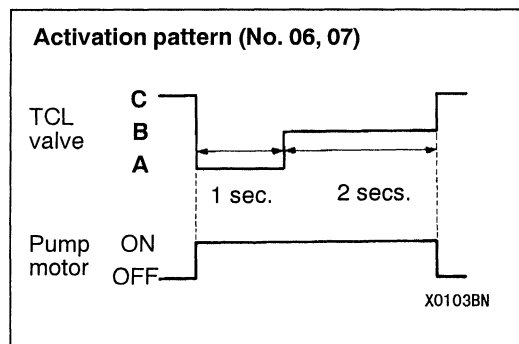 Activation pattern (No. 06, 07)
TCL valve
C
B
A
1 sec.
2 secs.
Pump motor
ON
OFF
X0103BN